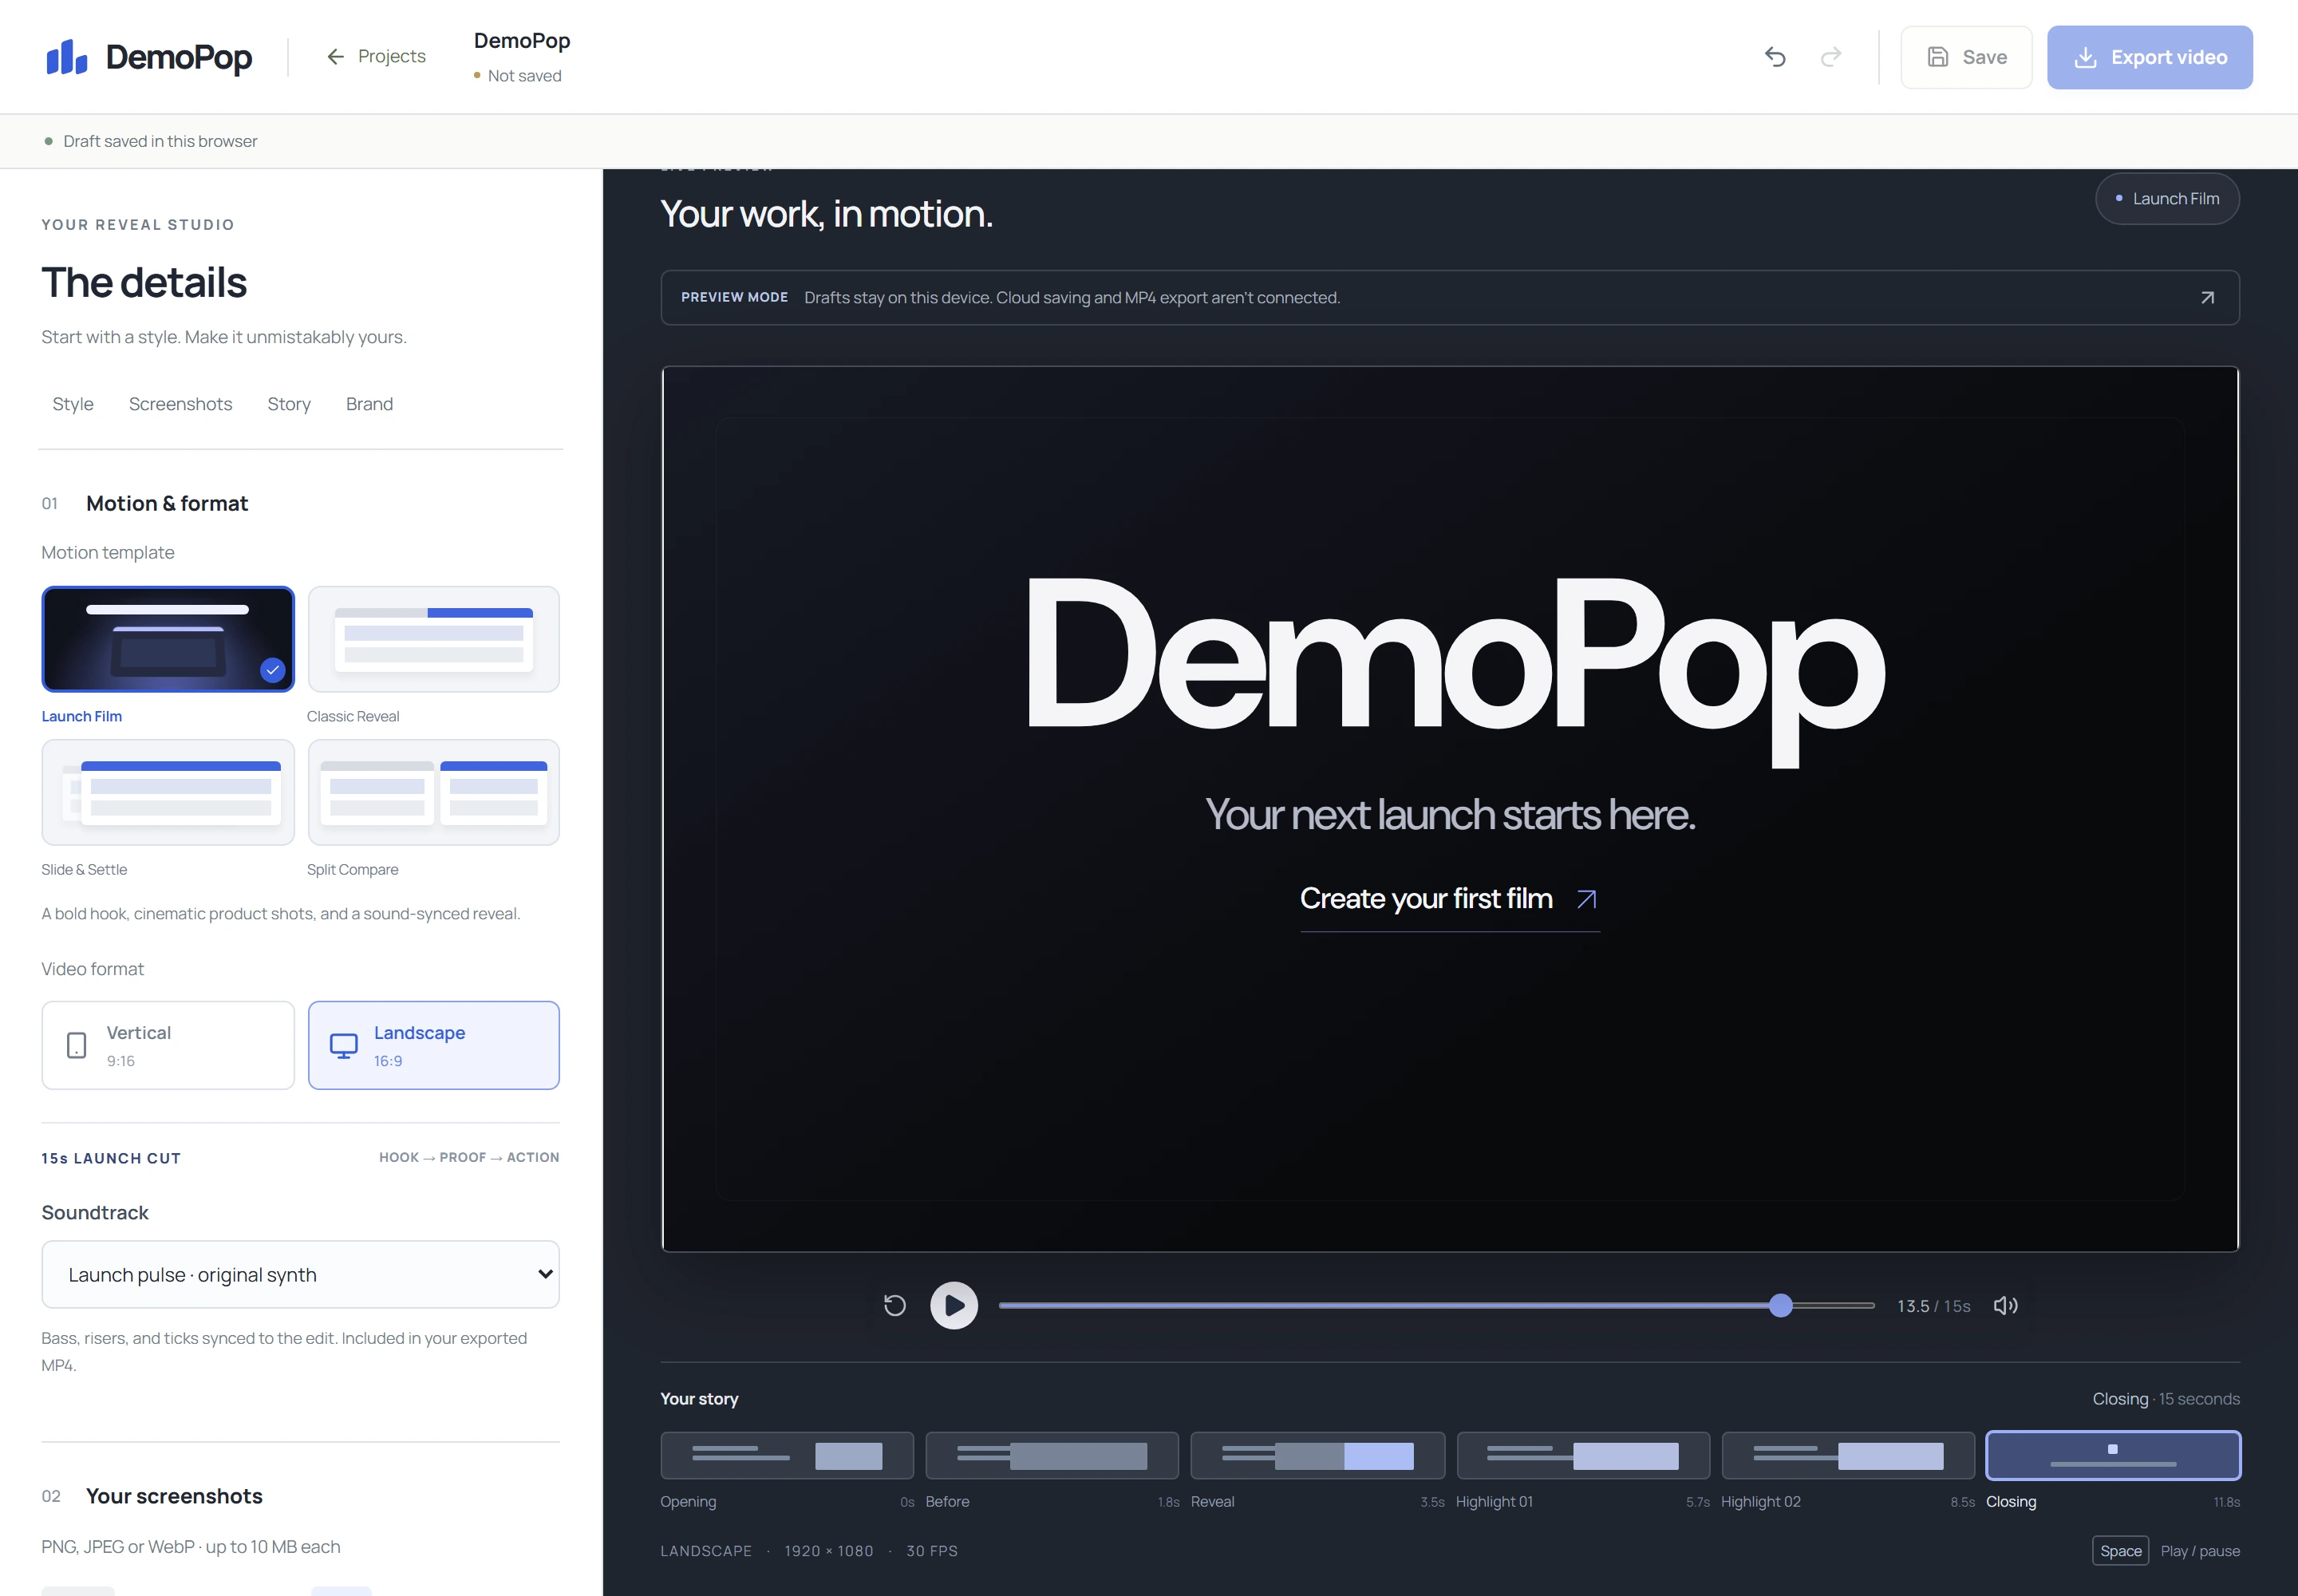 DemoPop
Projects
DemoPop
Not saved
Save
Export video
Draft saved in this browser
YOUR REVEAL STUDIO
The details
Start with a style. Make it unmistakably yours.
Style
Screenshots
Story
Brand
01 Motion & format
Motion template
Launch Film
Classic Reveal
Slide & Settle
Split Compare
A bold hook, cinematic product shots, and a sound-synced reveal.
Video format
Vertical
9:16
Landscape
16:9
15s LAUNCH CUT
HOOK → PROOF → ACTION
Soundtrack
Launch pulse · original synth
Bass, risers, and ticks synced to the edit. Included in your exported
MP4.
02 Your screenshots
PNG, JPEG or WebP · up to 10 MB each
Your work, in motion.
Launch Film
PREVIEW MODE Drafts stay on this device. Cloud saving and MP4 export aren't connected.
DemoPop
Your next launch starts here.
Create your first film
13.5 / 15s
Your story
Closing · 15 seconds
Opening 0s
Before 1.8s
Reveal 3.5s
Highlight 01 5.7s
Highlight 02 8.5s
Closing 11.8s
LANDSCAPE · 1920 × 1080 · 30 FPS
Space Play / pause